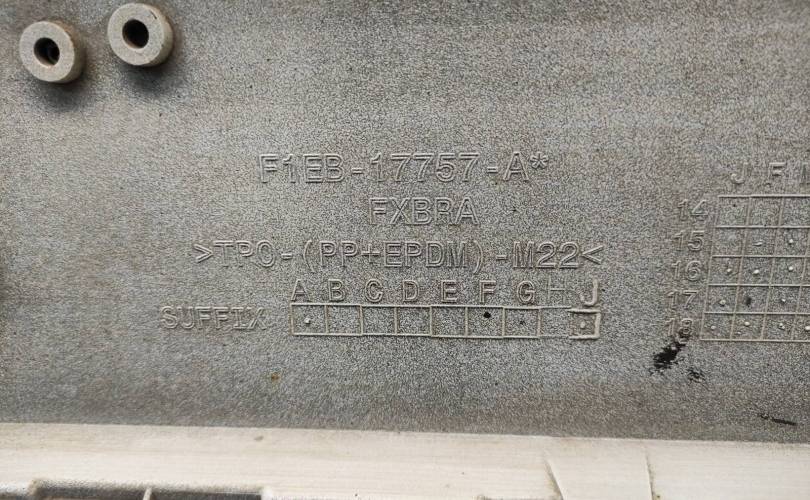 F1EB-17757-A*
FXBRA
>TPO-(PP+EPDM)-M22<
A B C D E F G H J
SUFFIX
J F
14
15
16
17
18